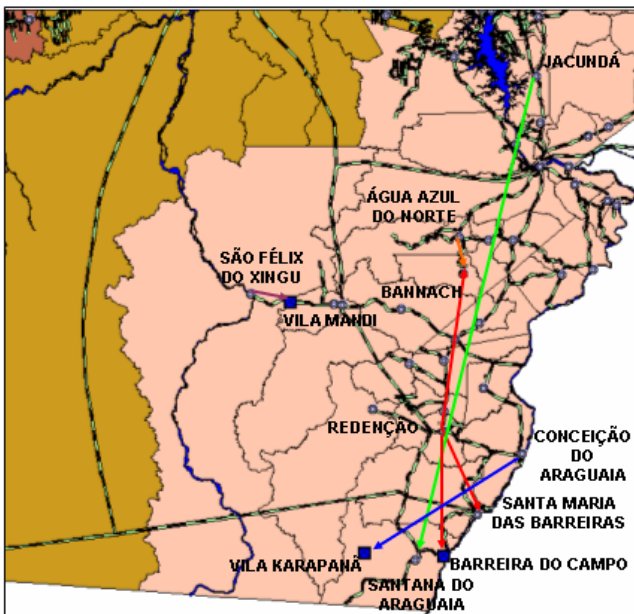 JACUNDÁ
ÁGUA AZUL
DO NORTE
SÃO FÉLIX
DO XINGU
BANNACH
VILA MANDI
REDENÇÃO
CONCEIÇÃO
DO
ARAGUAIA
SANTA MARIA
DAS BARREIRAS
VILA KARAPANÃ
BARREIRA DO CAMPO
SANTANA DO
ARAGUAIA